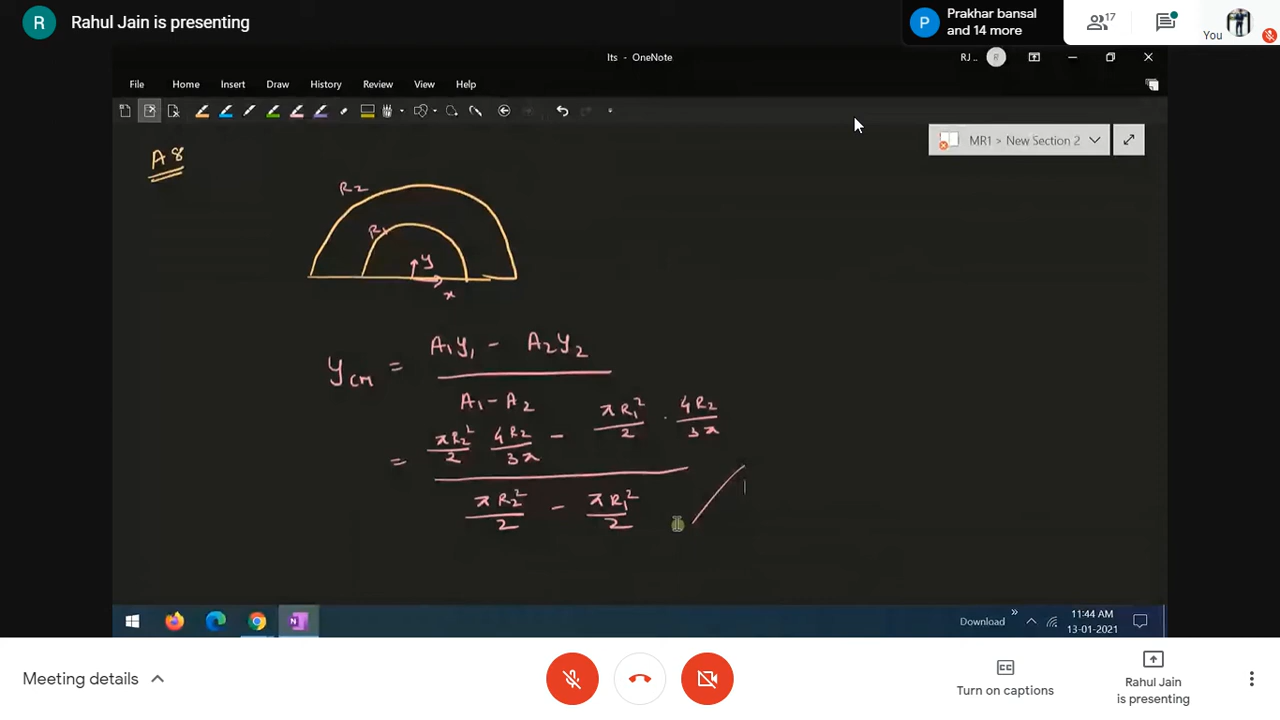 R Rahul Jain is presenting
P Prakhar bansal and 14 more
17
You
Its - OneNote
RJ ..
File Home Insert Draw History Review View Help
MR1 > New Section 2
A 8
R2
R1
y
x
ycm = (A1y1 - A2y2) / (A1 - A2)
= (πR2²/2 4R2/3π - πR1²/2 · 4R2/3π) / (πR2²/2 - πR1²/2)
Download
11:44 AM
13-01-2021
Meeting details
Turn on captions
Rahul Jain is presenting